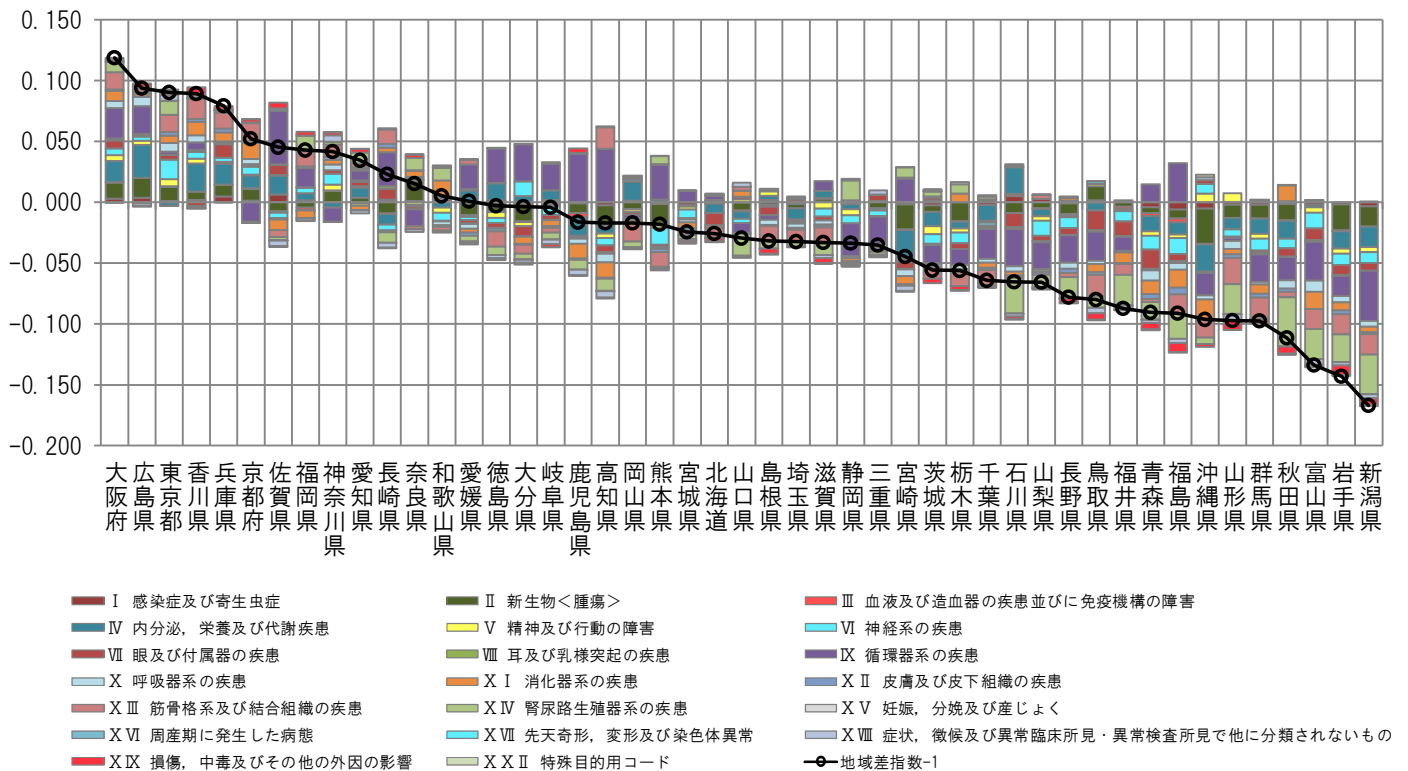 0.150
0.100
0.050
0.000
-0.050
-0.100
-0.150
-0.200
大阪府
広島県
東京都
香川県
兵庫県
京都府
佐賀県
福岡県
神奈川県
愛知県
長崎県
奈良県
和歌山県
愛媛県
徳島県
大分県
岐阜県
鹿児島県
高知県
岡山県
熊本県
宮城県
北海道
山口県
島根県
埼玉県
滋賀県
静岡県
三重県
宮崎県
茨城県
栃木県
千葉県
石川県
山梨県
長野県
鳥取県
福井県
青森県
福島県
沖縄県
山形県
群馬県
秋田県
富山県
岩手県
新潟県
Ⅰ 感染症及び寄生虫症
Ⅱ 新生物<腫瘍>
Ⅲ 血液及び造血器の疾患並びに免疫機構の障害
Ⅳ 内分泌，栄養及び代謝疾患
Ⅴ 精神及び行動の障害
Ⅵ 神経系の疾患
Ⅶ 眼及び付属器の疾患
Ⅷ 耳及び乳様突起の疾患
Ⅸ 循環器系の疾患
Ⅹ 呼吸器系の疾患
ⅩⅠ 消化器系の疾患
ⅩⅡ 皮膚及び皮下組織の疾患
ⅩⅢ 筋骨格系及び結合組織の疾患
ⅩⅣ 腎尿路生殖器系の疾患
ⅩⅤ 妊娠，分娩及び産じょく
ⅩⅥ 周産期に発生した病態
ⅩⅦ 先天奇形，変形及び染色体異常
ⅩⅧ 症状，徴候及び異常臨床所見・異常検査所見で他に分類されないもの
ⅩⅨ 損傷，中毒及びその他の外因の影響
ⅩⅩⅡ 特殊目的用コード
地域差指数-1